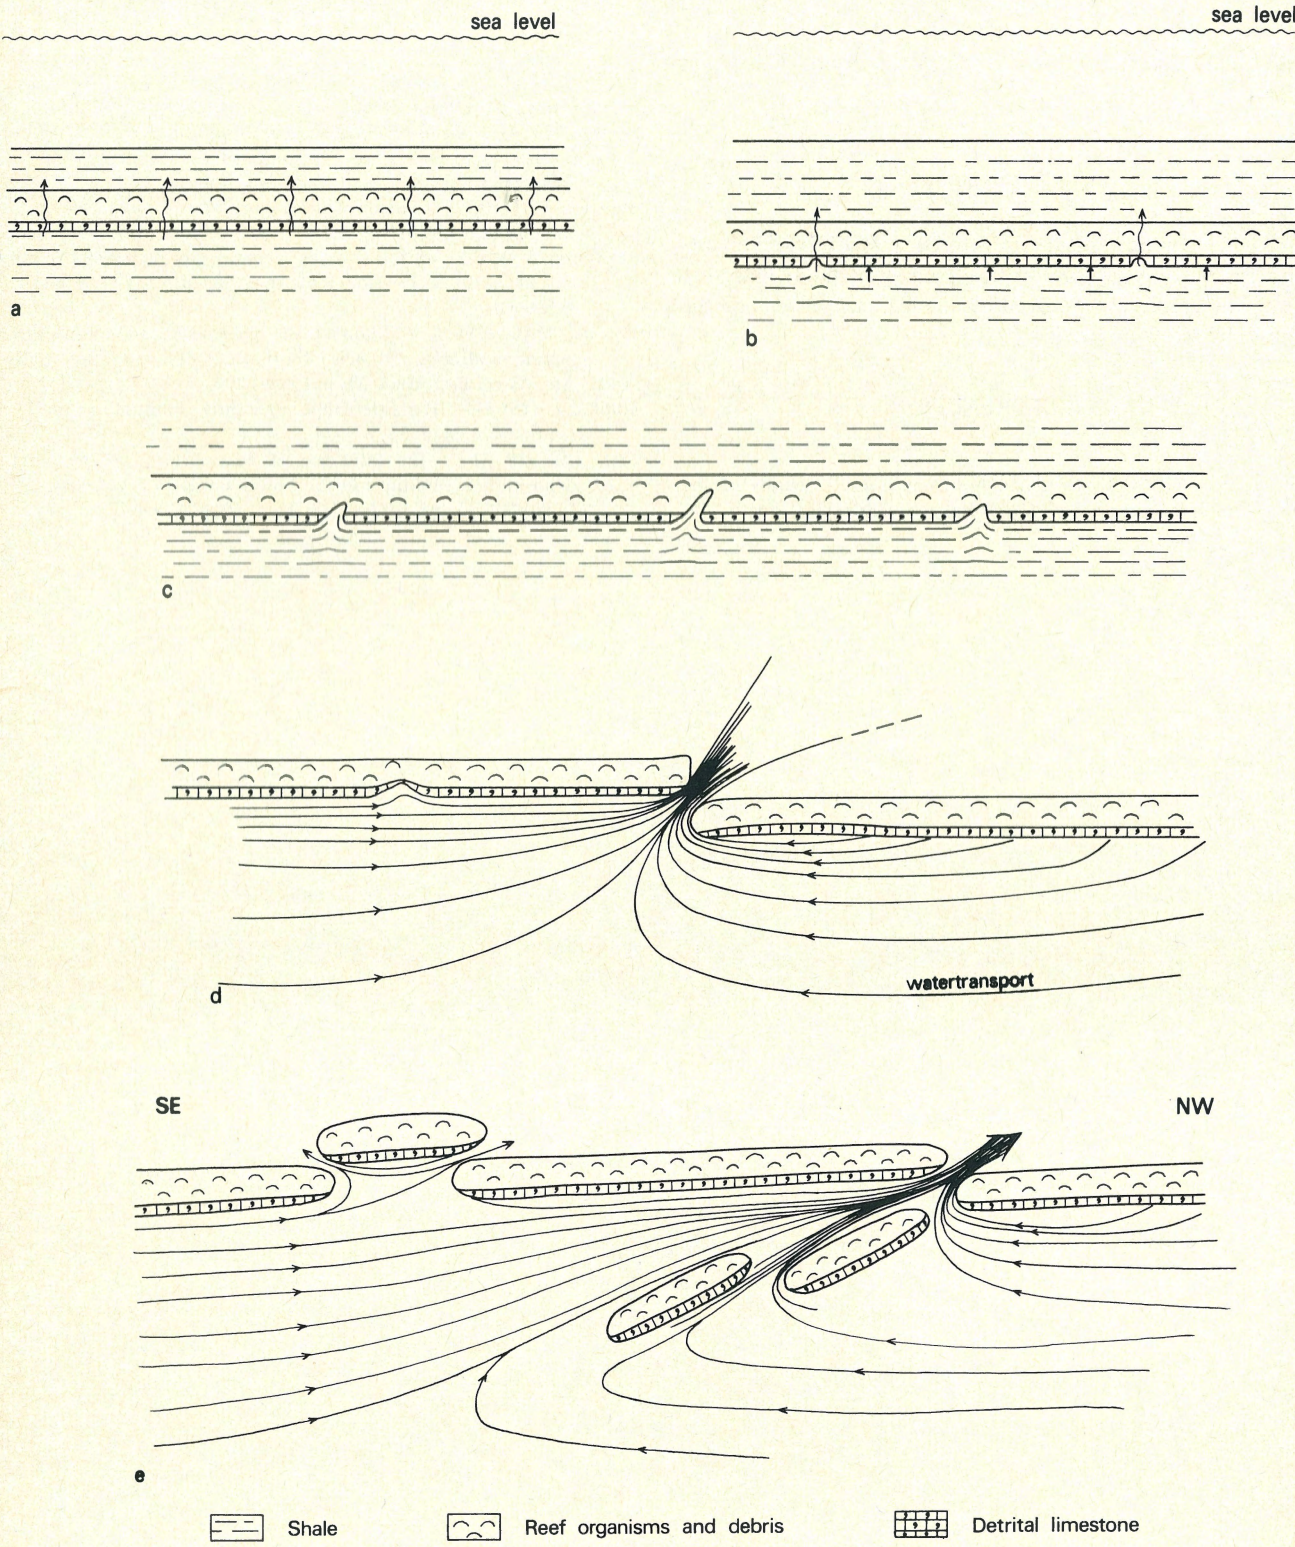 sea level
sea level
a
b
c
d
watertransport
SE
NW
e
Shale
Reef organisms and debris
Detrital limestone